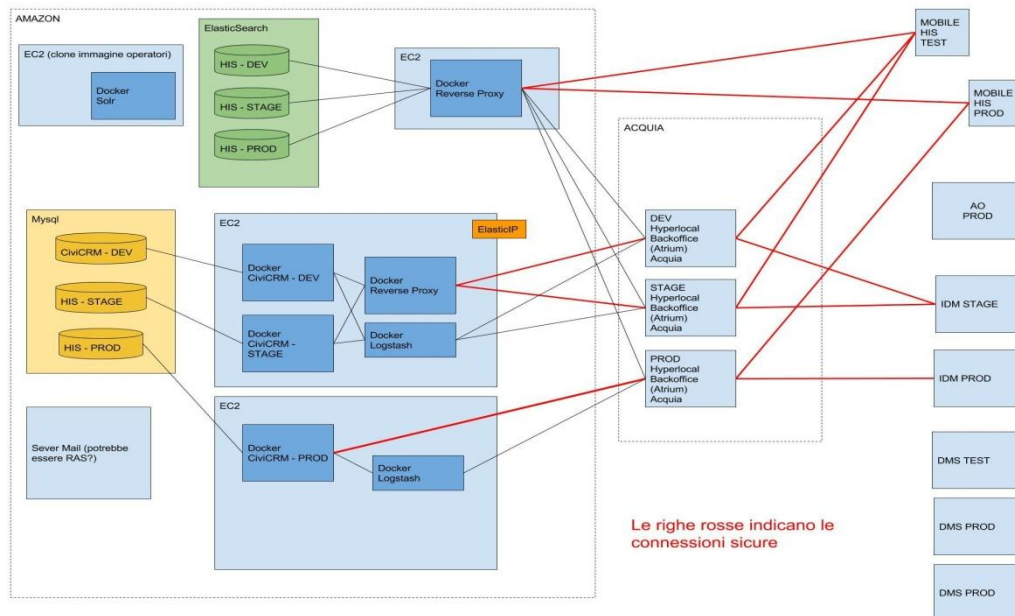 AMAZON
EC2 (clone immagine operatori)
Docker
Solr
ElasticSearch
HIS - DEV
HIS - STAGE
HIS - PROD
EC2
Docker
Reverse Proxy
MOBILE
HIS
TEST
MOBILE
HIS
PROD
ACQUIA
AO
PROD
Mysql
CiviCRM - DEV
HIS - STAGE
HIS - PROD
EC2
ElasticIP
Docker
CiviCRM - DEV
Docker
Reverse Proxy
Docker
CiviCRM -
STAGE
Docker
Logstash
DEV
Hyperlocal
Backoffice
(Atrium)
Acquia
STAGE
Hyperlocal
Backoffice
(Atrium)
Acquia
PROD
Hyperlocal
Backoffice
(Atrium)
Acquia
IDM STAGE
IDM PROD
EC2
Docker
CiviCRM - PROD
Docker
Logstash
Sever Mail (potrebbe
essere RAS?)
DMS TEST
DMS PROD
DMS PROD
Le righe rosse indicano le
connessioni sicure